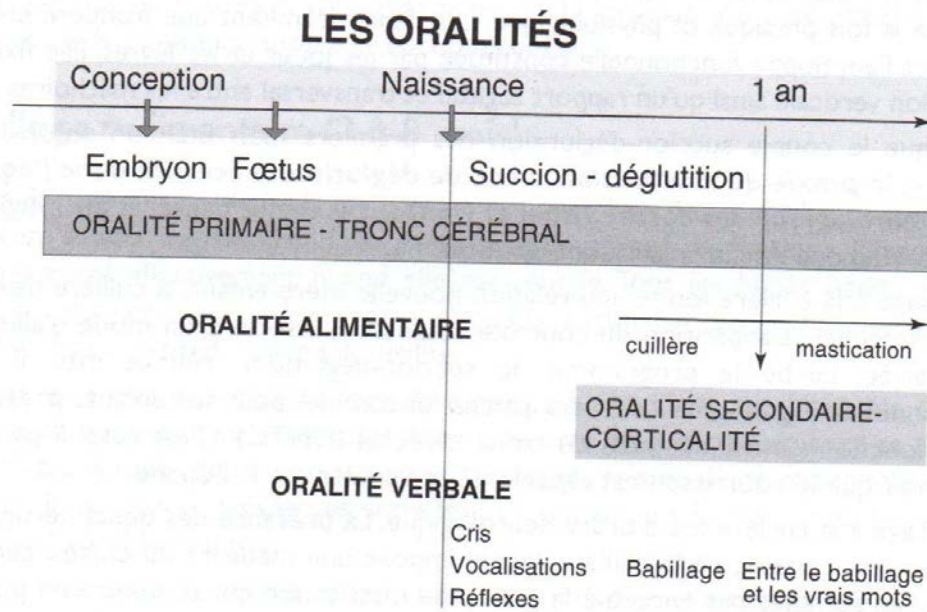 LES ORALITÉS
Conception Naissance 1 an
Embryon Fœtus Succion - déglutition
ORALITÉ PRIMAIRE - TRONC CÉRÉBRAL
ORALITÉ ALIMENTAIRE
cuillère mastication
ORALITÉ SECONDAIRE-
CORTICALITÉ
ORALITÉ VERBALE
Cris
Vocalisations Babillage Entre le babillage
et les vrais mots
Réflexes